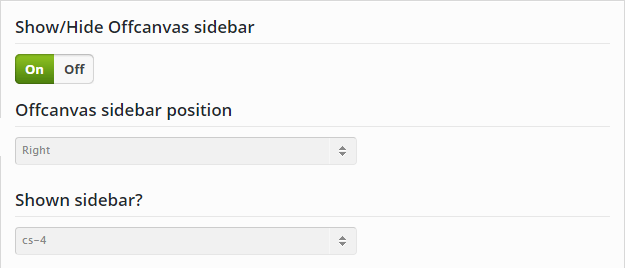 Show/Hide Offcanvas sidebar
On Off
Offcanvas sidebar position
Right
Shown sidebar?
cs-4